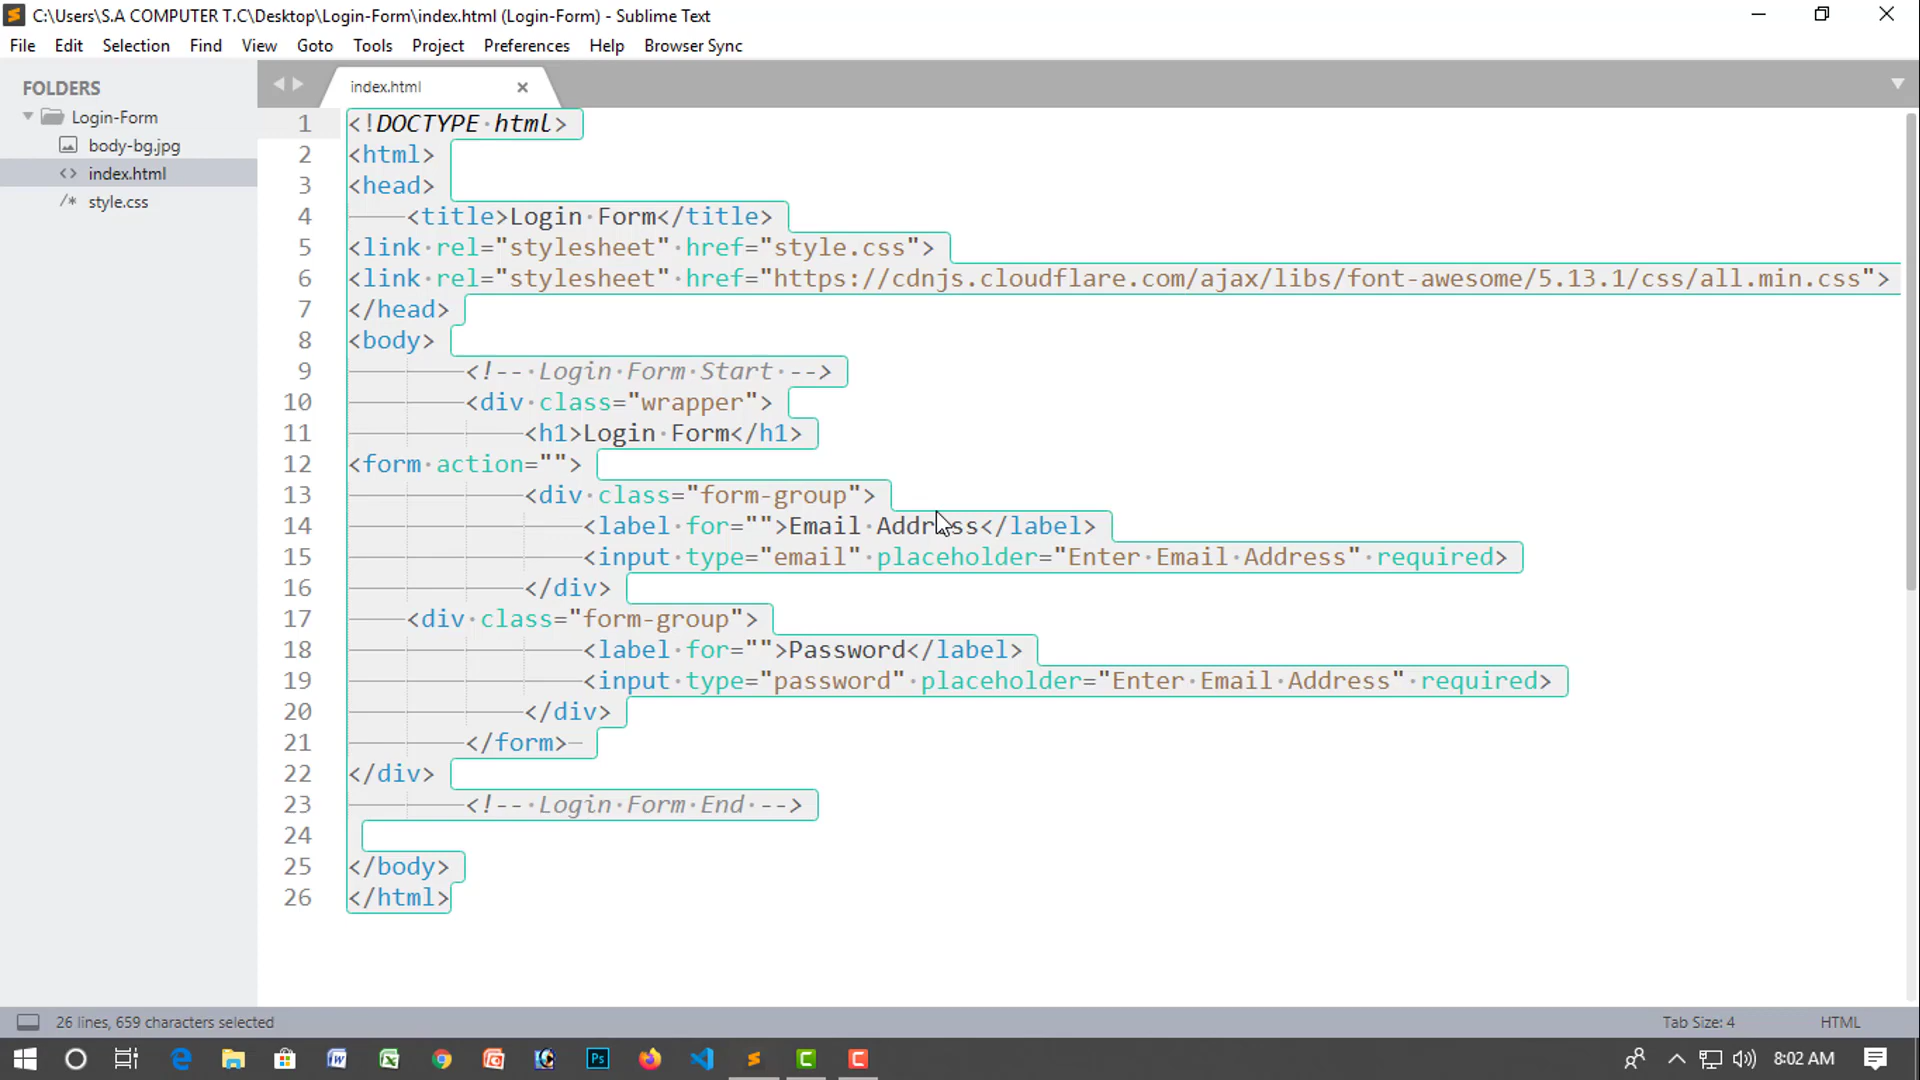 C:\Users\S.A COMPUTER T.C\Desktop\Login-Form\index.html (Login-Form) - Sublime Text
File Edit Selection Find View Goto Tools Project Preferences Help Browser Sync
FOLDERS
Login-Form
body-bg.jpg
index.html
style.css
index.html
1 <!DOCTYPE html>
2 <html>
3 <head>
4 <title>Login Form</title>
5 <link rel="stylesheet" href="style.css">
6 <link rel="stylesheet" href="https://cdnjs.cloudflare.com/ajax/libs/font-awesome/5.13.1/css/all.min.css">
7 </head>
8 <body>
9 <!-- Login Form Start -->
10 <div class="wrapper">
11 <h1>Login Form</h1>
12 <form action="">
13 <div class="form-group">
14 <label for="">Email Address</label>
15 <input type="email" placeholder="Enter Email Address" required>
16 </div>
17 <div class="form-group">
18 <label for="">Password</label>
19 <input type="password" placeholder="Enter Email Address" required>
20 </div>
21 </form>
22 </div>
23 <!-- Login Form End -->
24
25 </body>
26 </html>
26 lines, 659 characters selected
Tab Size: 4
HTML
8:02 AM